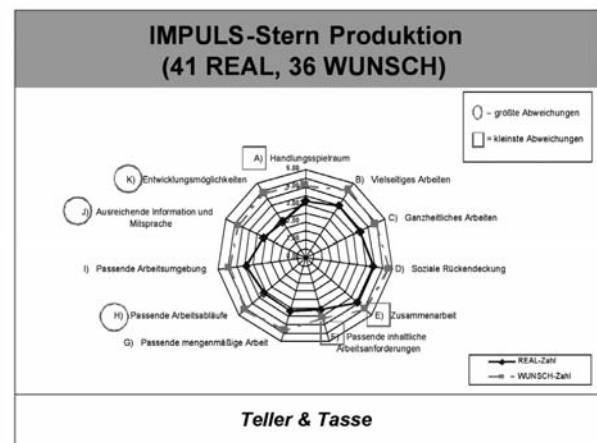 IMPULS-Stern Produktion
(41 REAL, 36 WUNSCH)
– größte Abweichungen
= kleinste Abweichungen
A) Handlungsspielraum
K) Entwicklungsmöglichkeiten
B) Vielseitiges Arbeiten
J) Ausreichende Information und
Mitsprache
C) Ganzheitliches Arbeiten
I) Passende Arbeitsumgebung
D) Soziale Rückendeckung
H) Passende Arbeitsabläufe
E) Zusammenarbeit
G) Passende mengenmäßige Arbeit
F) Passende inhaltliche
Arbeitsanforderungen
REAL-Zahl
WUNSCH-Zahl
Teller & Tasse